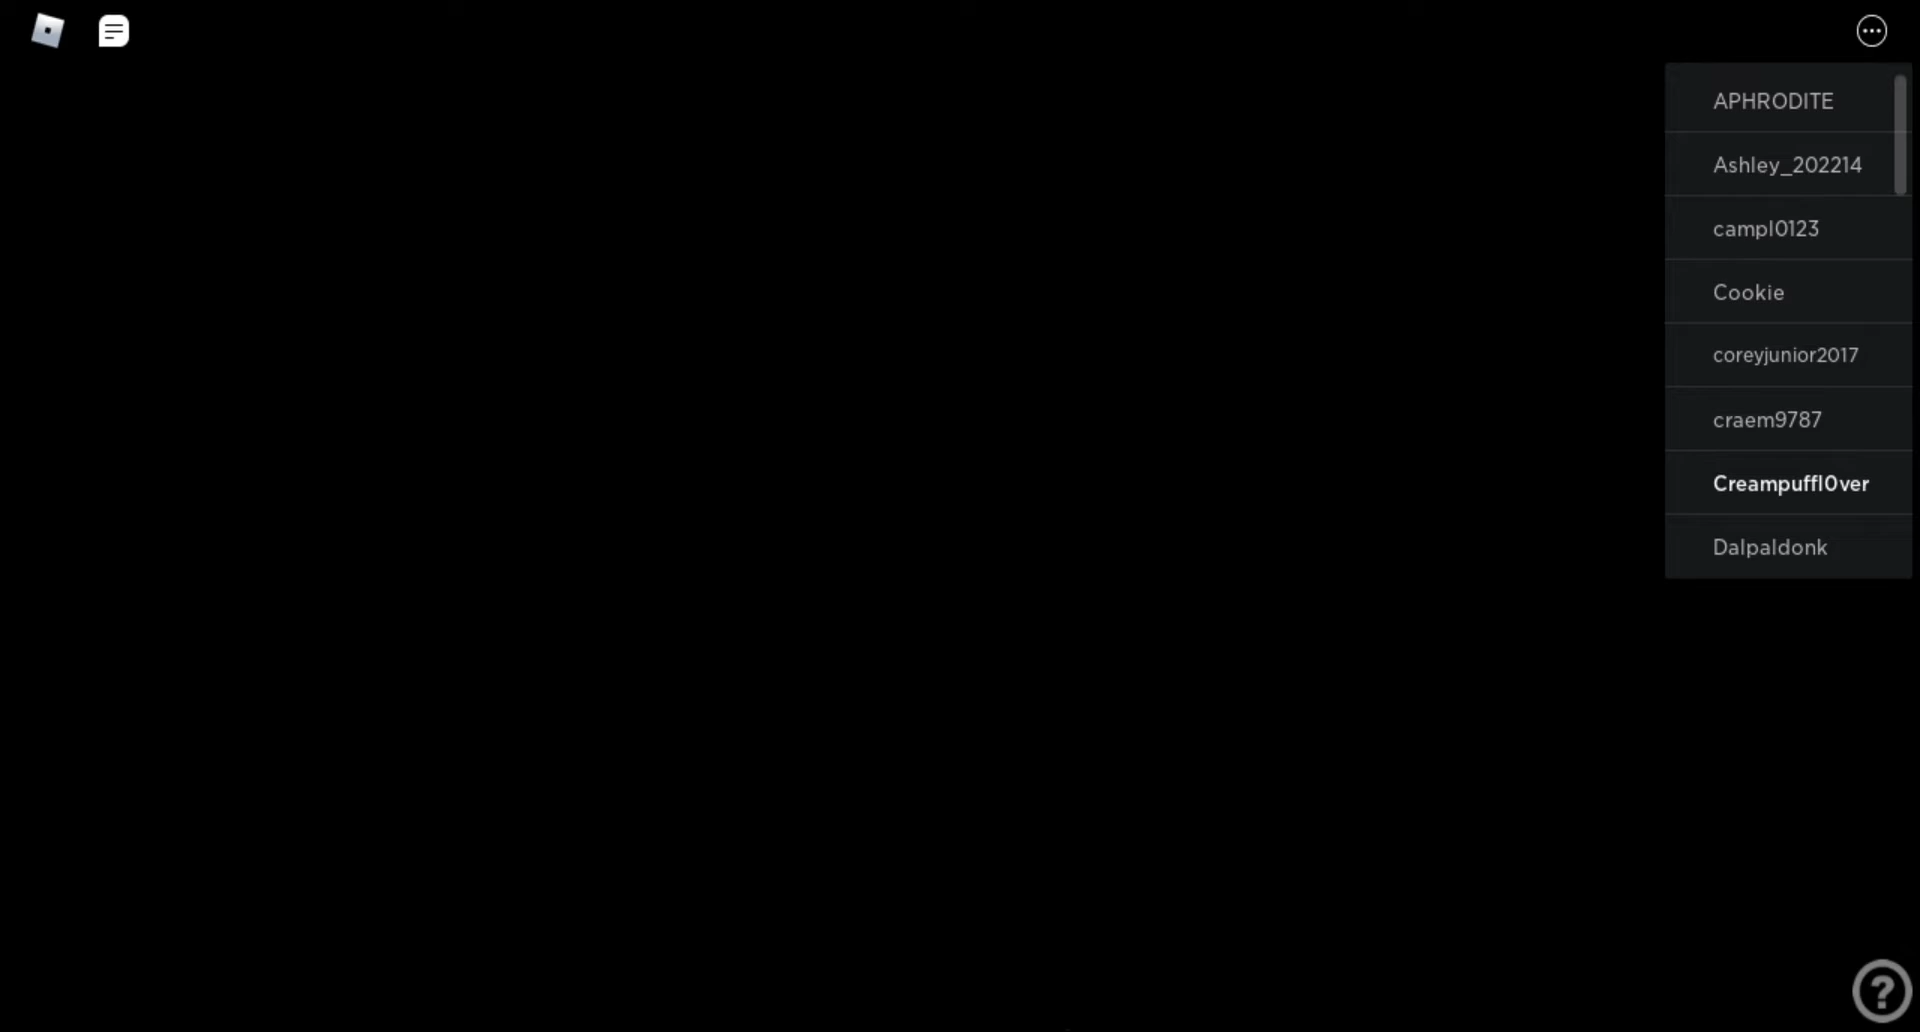 APHRODITE
Ashley_202214
campl0123
Cookie
coreyjunior2017
craem9787
Creampuffl0ver
Dalpaldonk
?